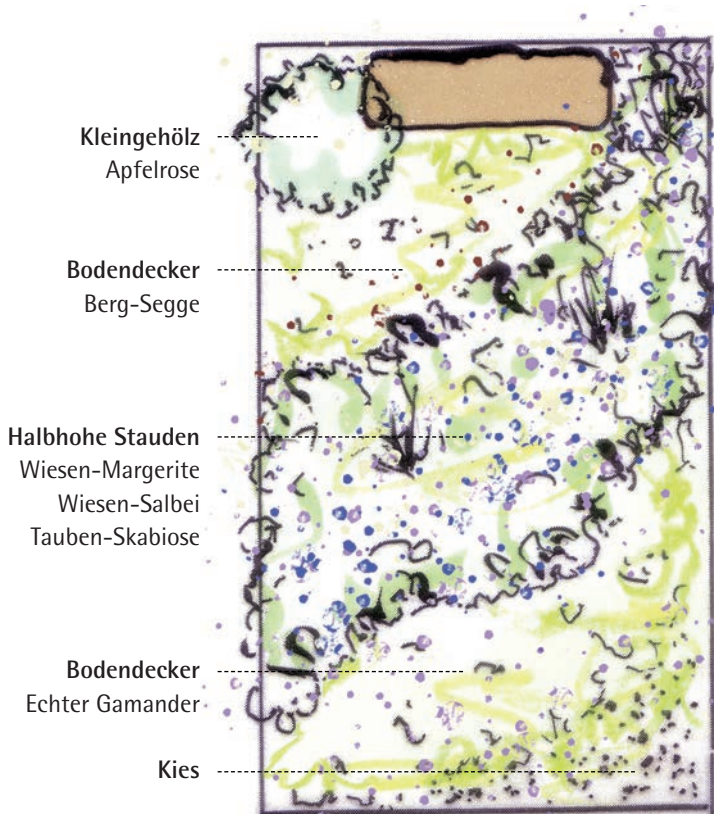 Kleingehölz
Apfelrose
Bodendecker
Berg-Segge
Halbhohe Stauden
Wiesen-Margerite
Wiesen-Salbei
Tauben-Skabiose
Bodendecker
Echter Gamander
Kies